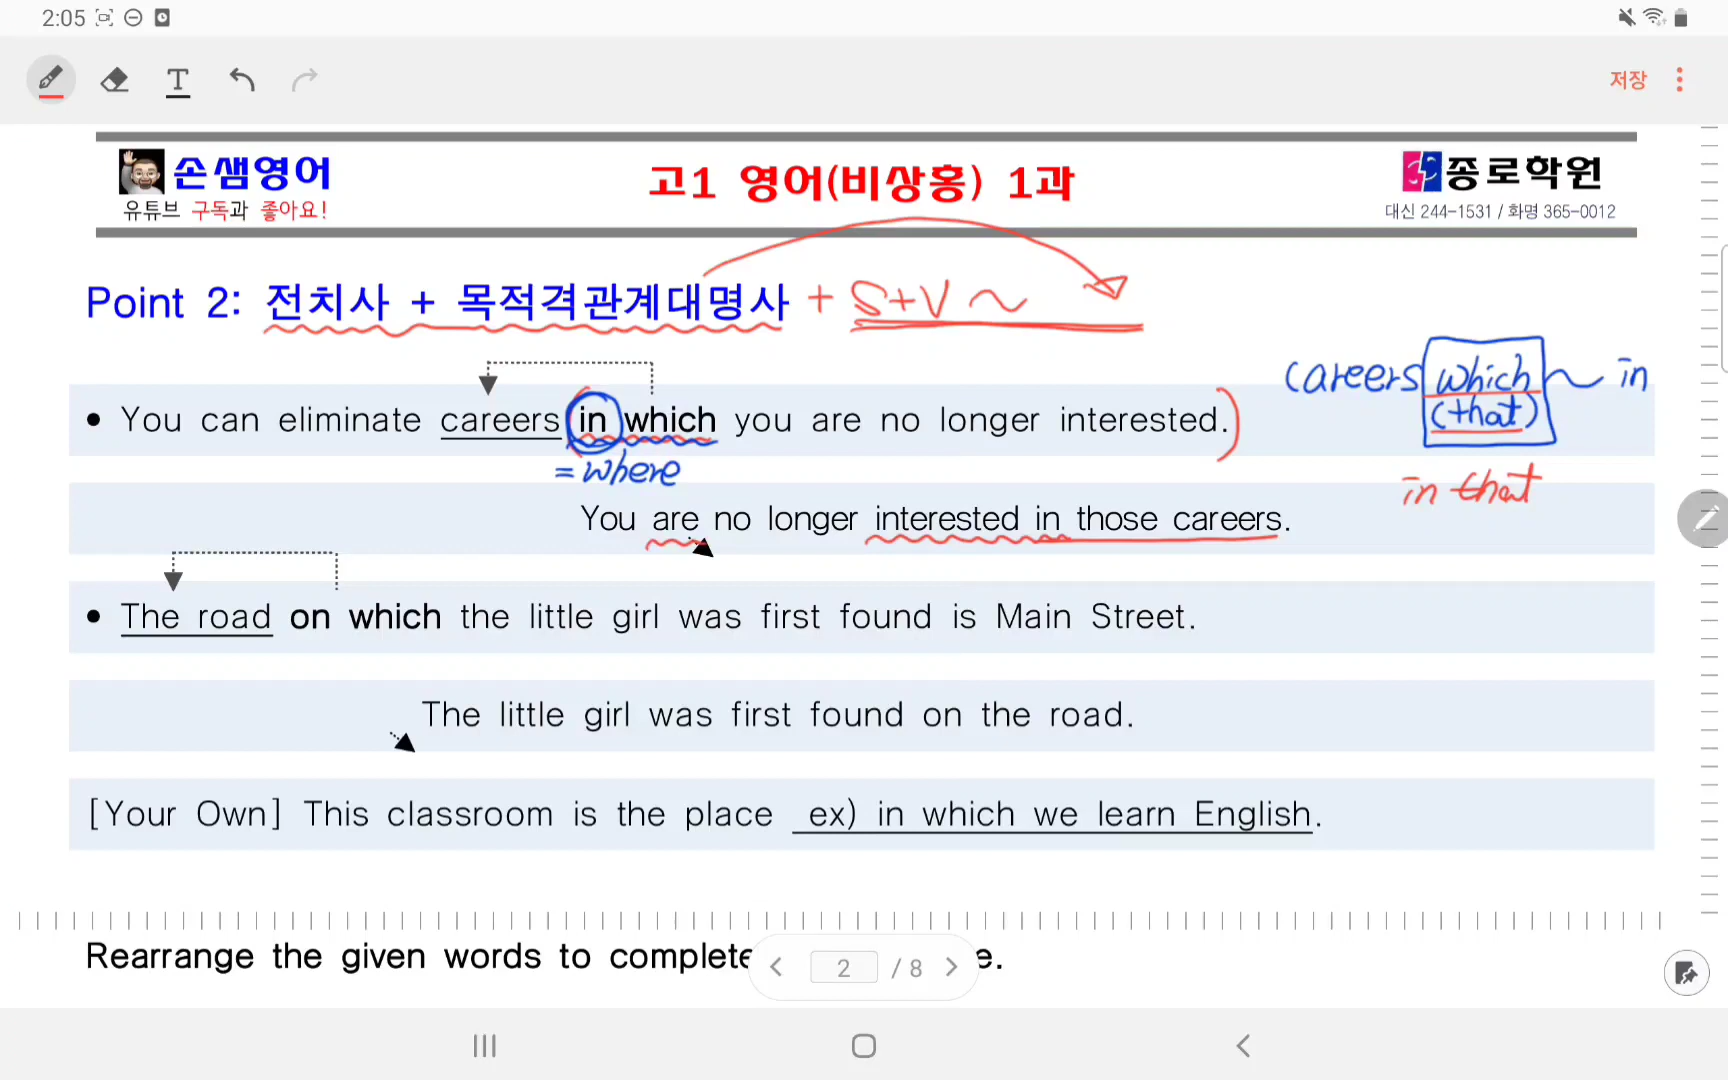 2:05
T
저장
손샘영어
유튜브 구독과 좋아요!
고1 영어(비상홍) 1과
종로학원
대신 244-1531 / 화명 365-0012
Point 2: 전치사 + 목적격관계대명사 + S+V ~
careers which ~ in
(that)
• You can eliminate careers (in which you are no longer interested.)
= where
in that
You are no longer interested in those careers.
• The road on which the little girl was first found is Main Street.
The little girl was first found on the road.
[Your Own] This classroom is the place ex) in which we learn English.
Rearrange the given words to complete e.
2 / 8